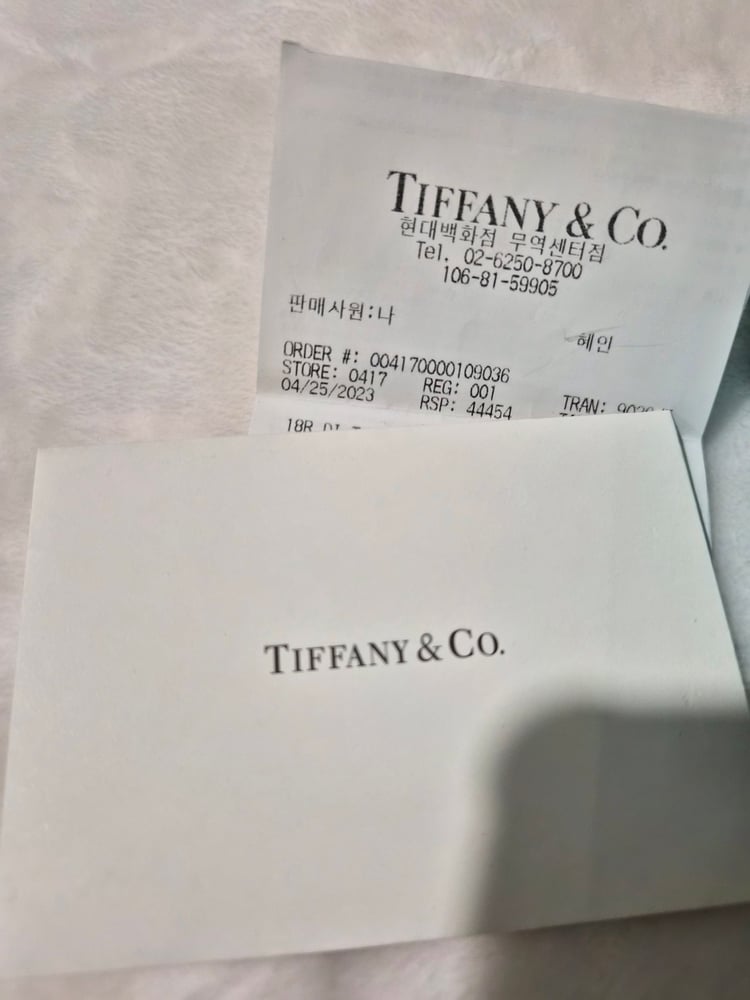 TIFFANY & CO.
현대백화점 무역센터점
Tel. 02-6250-8700
106-81-59905
판매사원:나
혜인
ORDER #: 004170000109036
STORE: 0417 REG: 001 TRAN:
04/25/2023 RSP: 44454
18R
TIFFANY & CO.